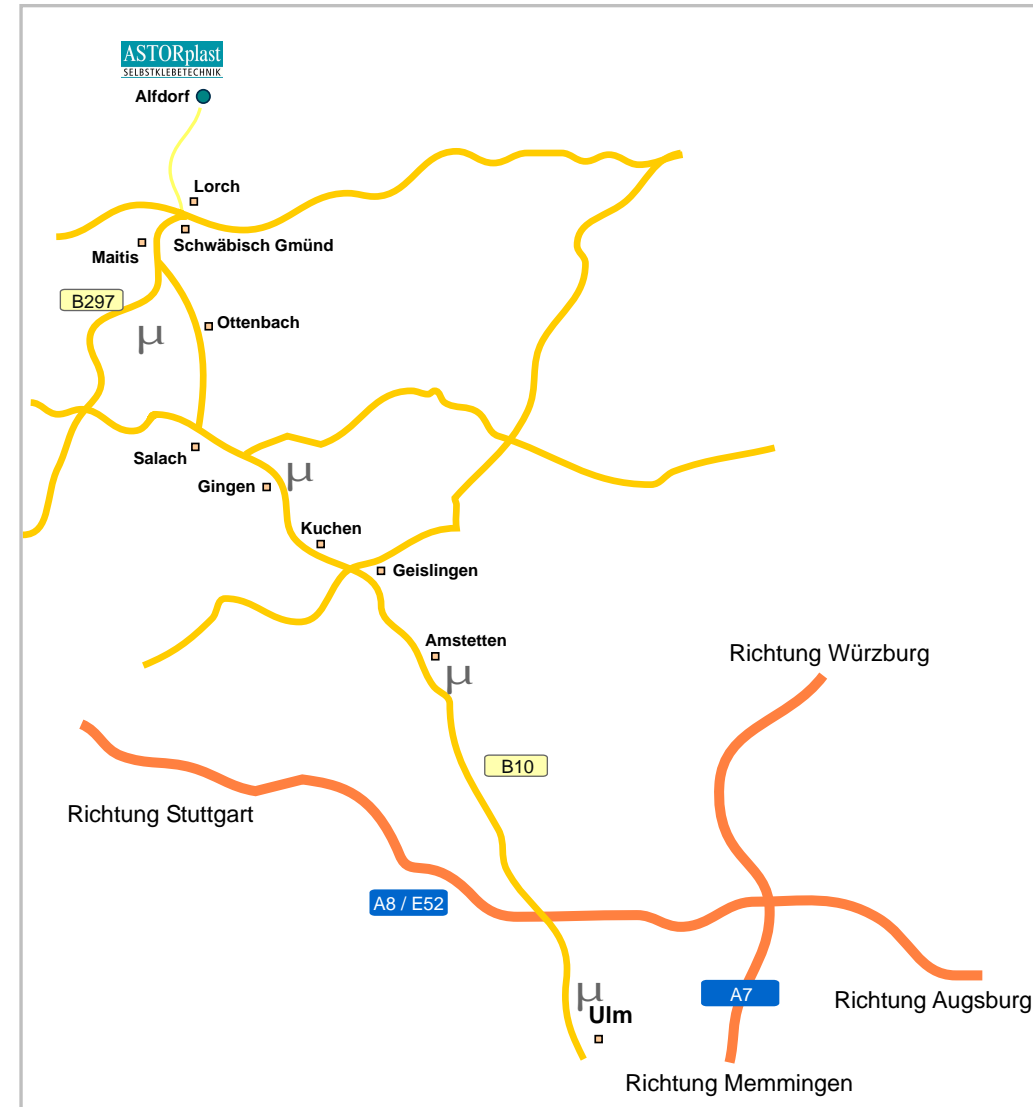 ASTORplast
SELBSTKLEBETECHNIK
Alfdorf
Lorch
Schwäbisch Gmünd
Maitis
B297
Ottenbach
µ
Salach
Gingen
µ
Kuchen
Geislingen
Amstetten
µ
Richtung Würzburg
B10
Richtung Stuttgart
A8 / E52
µ
A7
Richtung Augsburg
Ulm
Richtung Memmingen